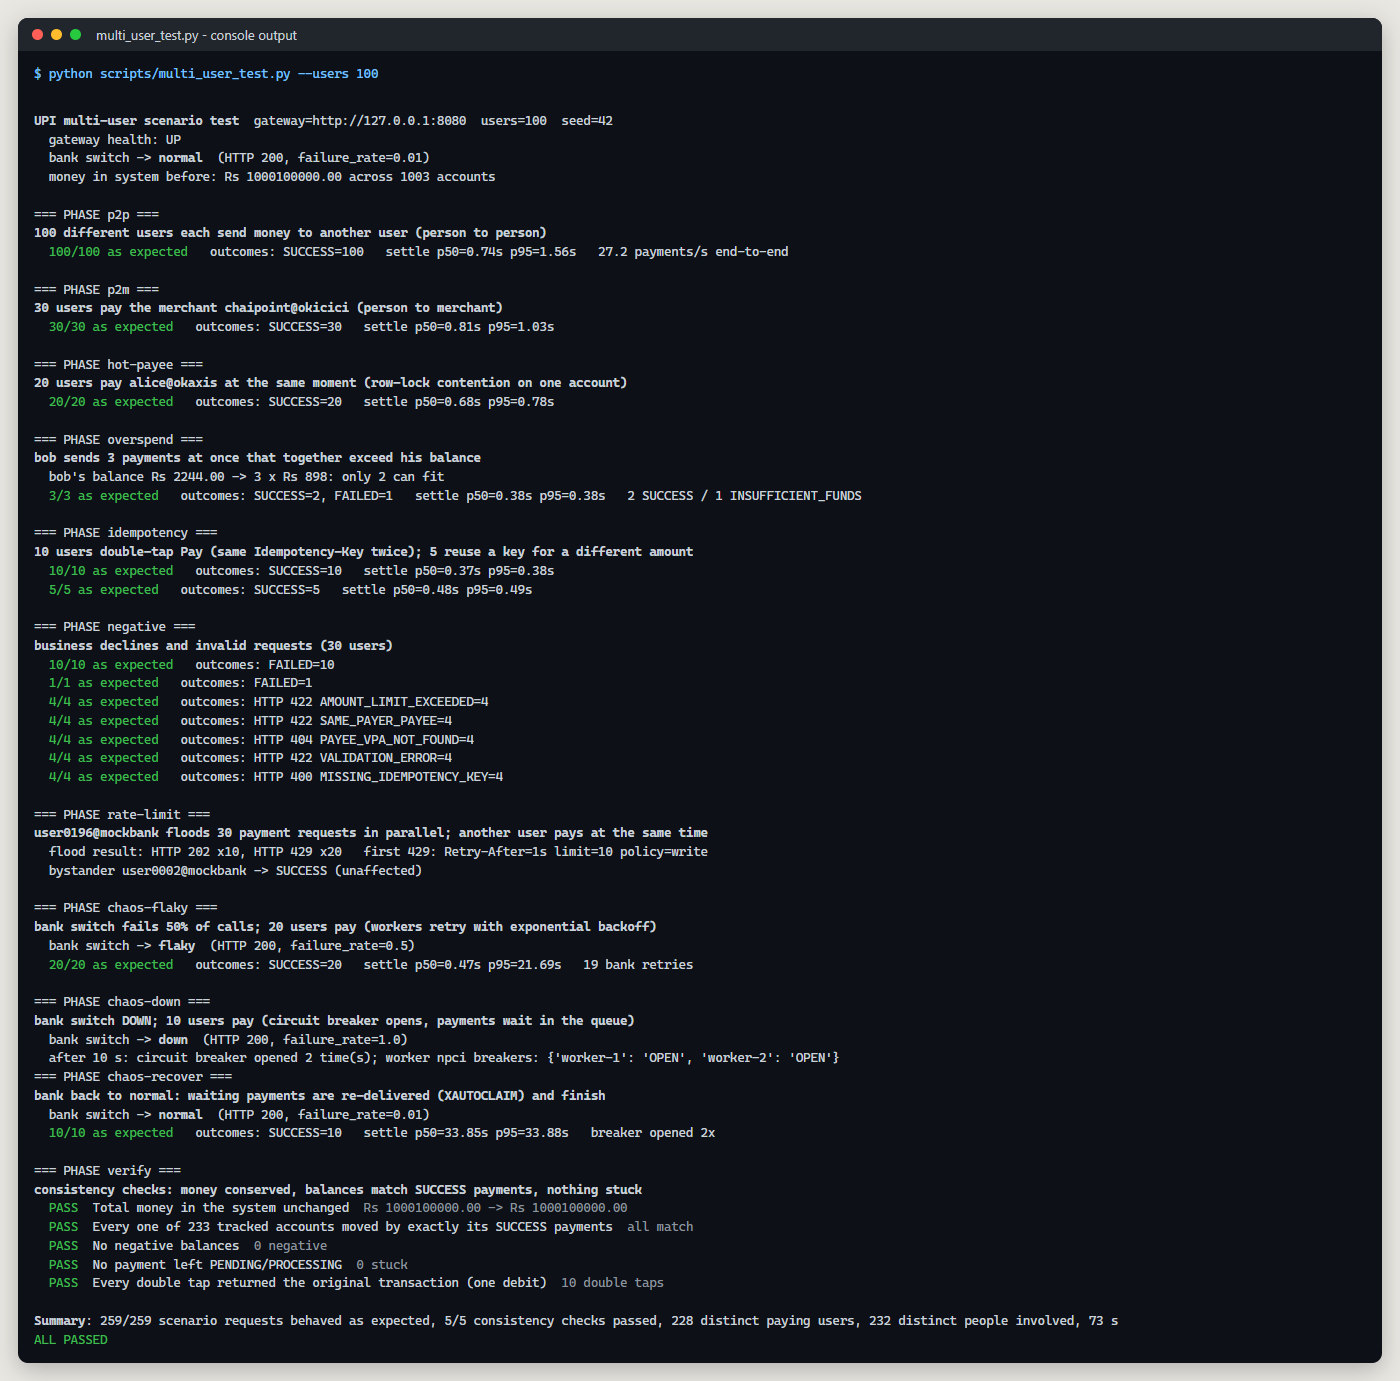 multi_user_test.py - console output
$ python scripts/multi_user_test.py --users 100
UPI multi-user scenario test  gateway=http://127.0.0.1:8080  users=100  seed=42
gateway health: UP
bank switch -> normal  (HTTP 200, failure_rate=0.01)
money in system before: Rs 1000100000.00 across 1003 accounts
=== PHASE p2p ===
100 different users each send money to another user (person to person)
100/100 as expected   outcomes: SUCCESS=100   settle p50=0.74s p95=1.56s   27.2 payments/s end-to-end
=== PHASE p2m ===
30 users pay the merchant chaipoint@okicici (person to merchant)
30/30 as expected   outcomes: SUCCESS=30   settle p50=0.81s p95=1.03s
=== PHASE hot-payee ===
20 users pay alice@okaxis at the same moment (row-lock contention on one account)
20/20 as expected   outcomes: SUCCESS=20   settle p50=0.68s p95=0.78s
=== PHASE overspend ===
bob sends 3 payments at once that together exceed his balance
bob's balance Rs 2244.00 -> 3 x Rs 898: only 2 can fit
3/3 as expected   outcomes: SUCCESS=2, FAILED=1   settle p50=0.38s p95=0.38s   2 SUCCESS / 1 INSUFFICIENT_FUNDS
=== PHASE idempotency ===
10 users double-tap Pay (same Idempotency-Key twice); 5 reuse a key for a different amount
10/10 as expected   outcomes: SUCCESS=10   settle p50=0.37s p95=0.38s
5/5 as expected   outcomes: SUCCESS=5   settle p50=0.48s p95=0.49s
=== PHASE negative ===
business declines and invalid requests (30 users)
10/10 as expected   outcomes: FAILED=10
1/1 as expected   outcomes: FAILED=1
4/4 as expected   outcomes: HTTP 422 AMOUNT_LIMIT_EXCEEDED=4
4/4 as expected   outcomes: HTTP 422 SAME_PAYER_PAYEE=4
4/4 as expected   outcomes: HTTP 404 PAYEE_VPA_NOT_FOUND=4
4/4 as expected   outcomes: HTTP 422 VALIDATION_ERROR=4
4/4 as expected   outcomes: HTTP 400 MISSING_IDEMPOTENCY_KEY=4
=== PHASE rate-limit ===
user0196@mockbank floods 30 payment requests in parallel; another user pays at the same time
flood result: HTTP 202 x10, HTTP 429 x20   first 429: Retry-After=1s limit=10 policy=write
bystander user0002@mockbank -> SUCCESS (unaffected)
=== PHASE chaos-flaky ===
bank switch fails 50% of calls; 20 users pay (workers retry with exponential backoff)
bank switch -> flaky  (HTTP 200, failure_rate=0.5)
20/20 as expected   outcomes: SUCCESS=20   settle p50=0.47s p95=21.69s   19 bank retries
=== PHASE chaos-down ===
bank switch DOWN; 10 users pay (circuit breaker opens, payments wait in the queue)
bank switch -> down  (HTTP 200, failure_rate=1.0)
after 10 s: circuit breaker opened 2 time(s); worker npci breakers: {'worker-1': 'OPEN', 'worker-2': 'OPEN'}
=== PHASE chaos-recover ===
bank back to normal: waiting payments are re-delivered (XAUTOCLAIM) and finish
bank switch -> normal  (HTTP 200, failure_rate=0.01)
10/10 as expected   outcomes: SUCCESS=10   settle p50=33.85s p95=33.88s   breaker opened 2x
=== PHASE verify ===
consistency checks: money conserved, balances match SUCCESS payments, nothing stuck
PASS  Total money in the system unchanged  Rs 1000100000.00 -> Rs 1000100000.00
PASS  Every one of 233 tracked accounts moved by exactly its SUCCESS payments  all match
PASS  No negative balances  0 negative
PASS  No payment left PENDING/PROCESSING  0 stuck
PASS  Every double tap returned the original transaction (one debit)  10 double taps
Summary: 259/259 scenario requests behaved as expected, 5/5 consistency checks passed, 228 distinct paying users, 232 distinct people involved, 73 s
ALL PASSED